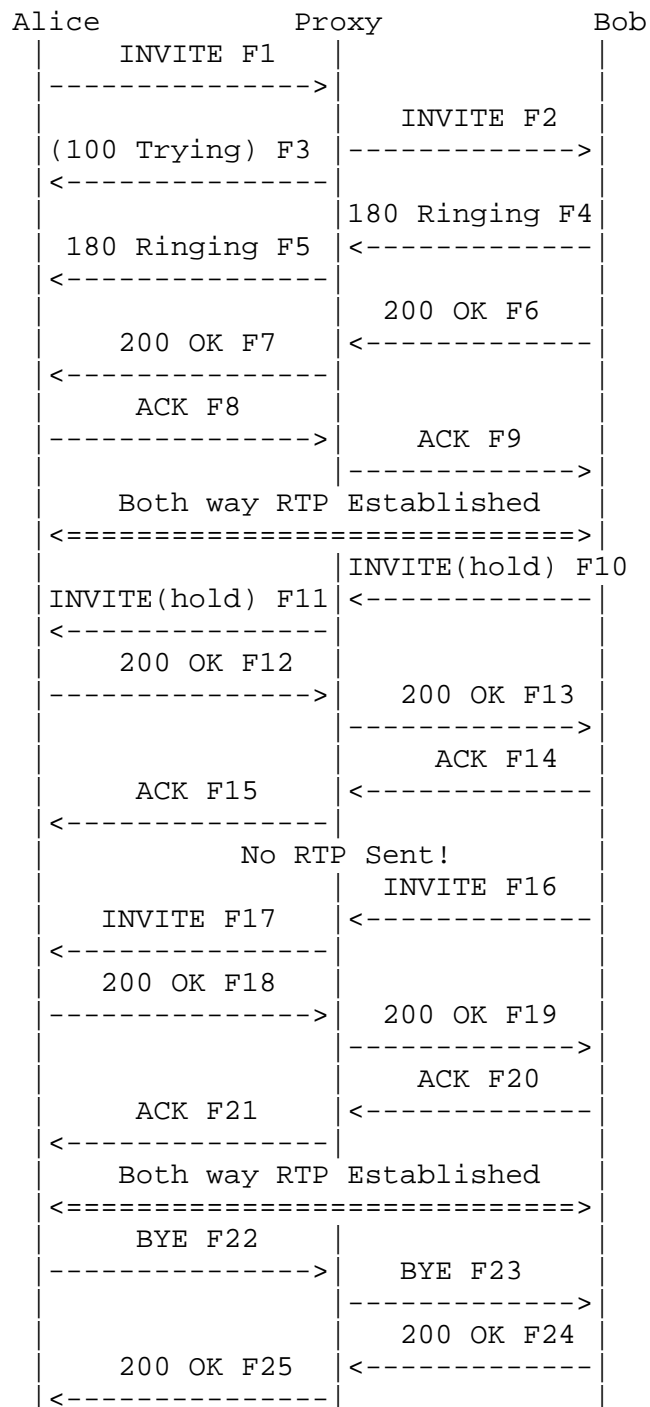 Alice Proxy Bob
INVITE F1
INVITE F2
(100 Trying) F3
180 Ringing F4
180 Ringing F5
200 OK F6
200 OK F7
ACK F8
ACK F9
Both way RTP Established
INVITE(hold) F10
INVITE(hold) F11
200 OK F12
200 OK F13
ACK F14
ACK F15
No RTP Sent!
INVITE F16
INVITE F17
200 OK F18
200 OK F19
ACK F20
ACK F21
Both way RTP Established
BYE F22
BYE F23
200 OK F24
200 OK F25